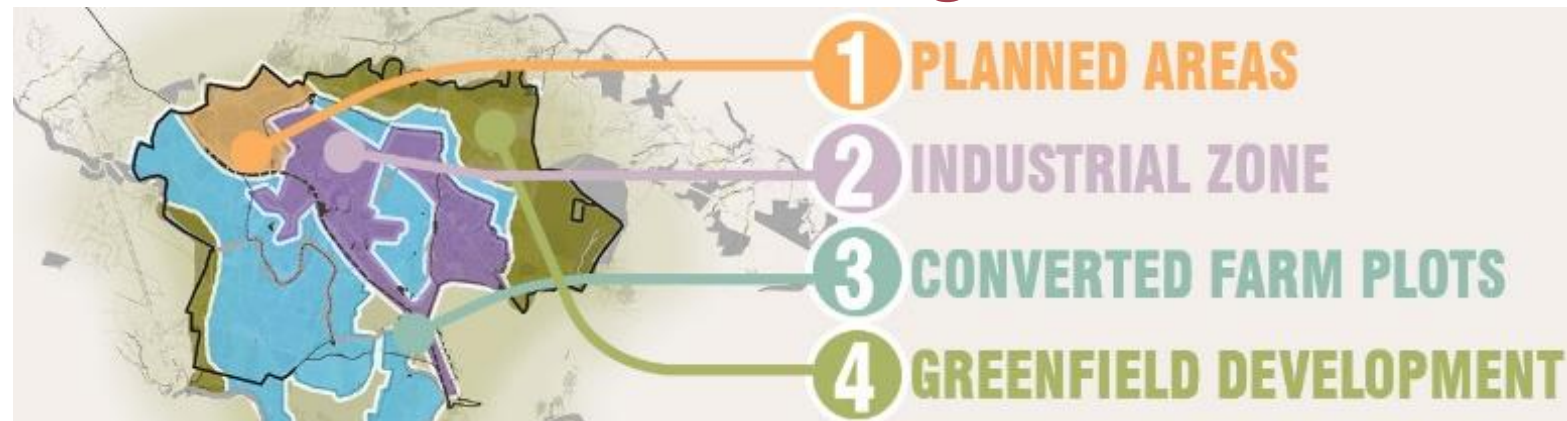 1 PLANNED AREAS
2 INDUSTRIAL ZONE
3 CONVERTED FARM PLOTS
4 GREENFIELD DEVELOPMENT